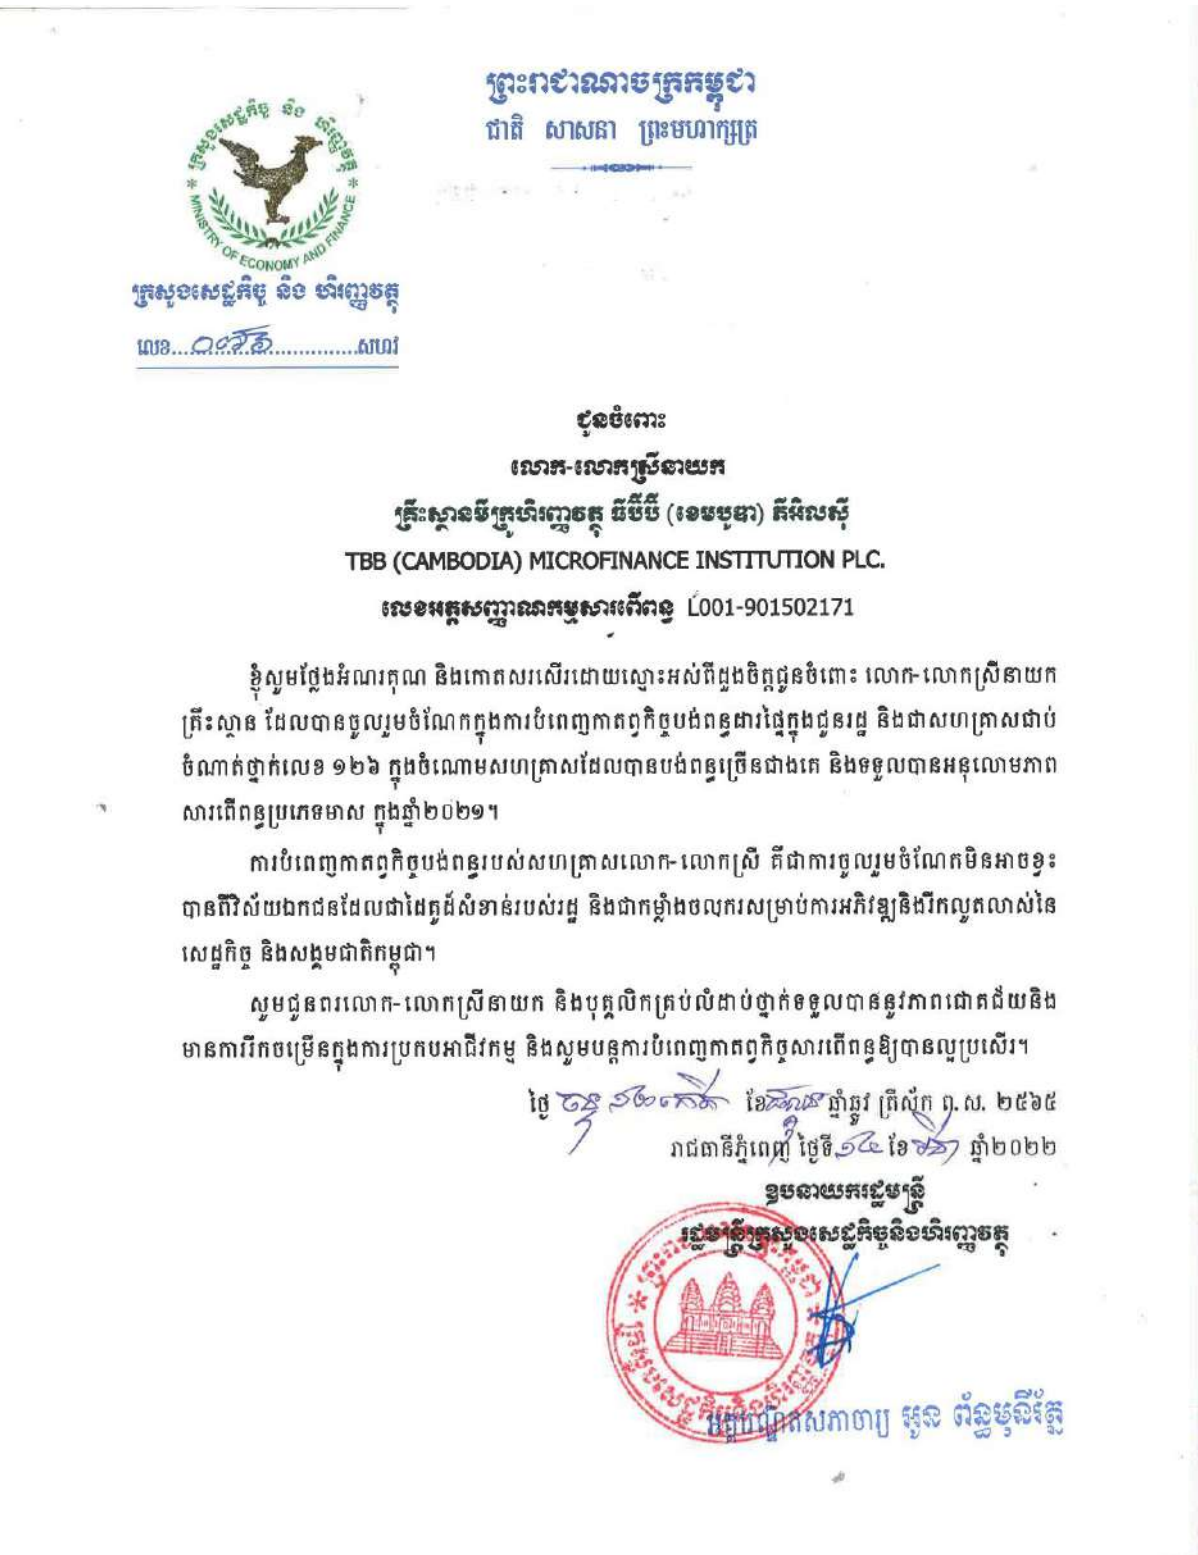 ព្រះរាជាណាចក្រកម្ពុជា
ជាតិ សាសនា ព្រះមហាក្សត្រ
ក្រសួងសេដ្ឋកិច្ច និង ហិរញ្ញវត្ថុ
MINISTRY OF ECONOMY AND FINANCE
ក្រសួងសេដ្ឋកិច្ច និង ហិរញ្ញវត្ថុ
លេខ.................សហវ
ជូនចំពោះ
លោក-លោកស្រីនាយក
គ្រឹះស្ថានមីក្រូហិរញ្ញវត្ថុ ធីប៊ីប៊ី (ខេមបូឌា) ភីអិលស៊ី
TBB (CAMBODIA) MICROFINANCE INSTITUTION PLC.
លេខអត្តសញ្ញាណកម្មសារពើពន្ធ L001-901502171
ខ្ញុំសូមថ្លែងអំណរគុណ និងកោតសរសើរដោយស្មោះអស់ពីដួងចិត្តជូនចំពោះ លោក-លោកស្រីនាយក
គ្រឹះស្ថាន ដែលបានចូលរួមចំណែកក្នុងការបំពេញកាតព្វកិច្ចបង់ពន្ធដារផ្ទៃក្នុងជូនរដ្ឋ និងជាសហគ្រាសជាប់
ចំណាត់ថ្នាក់លេខ ១២៦ ក្នុងចំណោមសហគ្រាសដែលបានបង់ពន្ធច្រើនជាងគេ និងទទួលបានអនុលោមភាព
សារពើពន្ធប្រភេទមាស ក្នុងឆ្នាំ២០២១។
ការបំពេញកាតព្វកិច្ចបង់ពន្ធរបស់សហគ្រាសលោក-លោកស្រី គឺជាការចូលរួមចំណែកមិនអាចខ្វះ
បានពីវិស័យឯកជនដែលជាដៃគូដ៏សំខាន់របស់រដ្ឋ និងជាកម្លាំងចលករសម្រាប់ការអភិវឌ្ឍនិងរីកលូតលាស់នៃ
សេដ្ឋកិច្ច និងសង្គមជាតិកម្ពុជា។
សូមជូនពរលោក-លោកស្រីនាយក និងបុគ្គលិកគ្រប់លំដាប់ថ្នាក់ទទួលបាននូវភាពជោគជ័យនិង
មានការរីកចម្រើនក្នុងការប្រកបអាជីវកម្ម និងសូមបន្តការបំពេញកាតព្វកិច្ចសារពើពន្ធឱ្យបានល្អប្រសើរ។
ថ្ងៃ ចន្ទ ១២កើត ខែផល្គុន ឆ្នាំឆ្លូវ ត្រីស័ក ព.ស. ២៥៦៥
រាជធានីភ្នំពេញ ថ្ងៃទី១៤ ខែ មីនា ឆ្នាំ២០២២
ឧបនាយករដ្ឋមន្ត្រី
រដ្ឋមន្ត្រីក្រសួងសេដ្ឋកិច្ចនិងហិរញ្ញវត្ថុ
អគ្គបណ្ឌិតសភាចារ្យ អូន ព័ន្ធមុនីរ័ត្ន